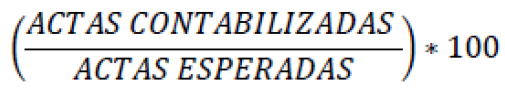 (ACTAS CONTABILIZADAS / ACTAS ESPERADAS) * 100